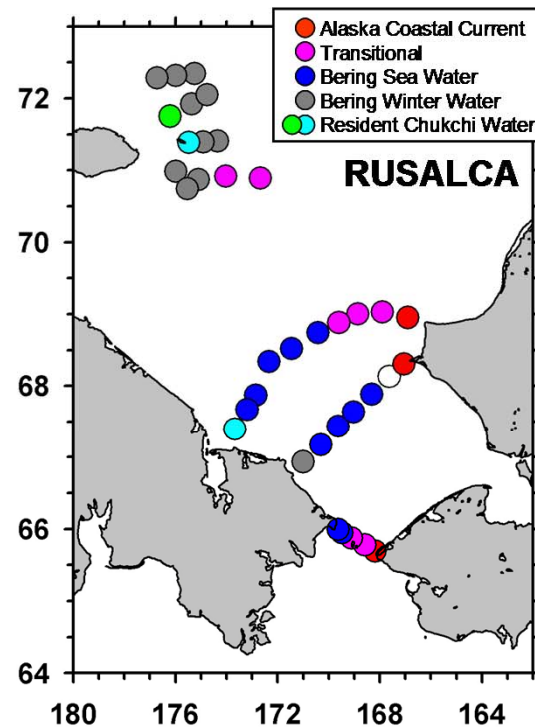 Alaska Coastal Current
Transitional
Bering Sea Water
Bering Winter Water
Resident Chukchi Water
RUSALCA
72
70
68
66
64
180 176 172 168 164